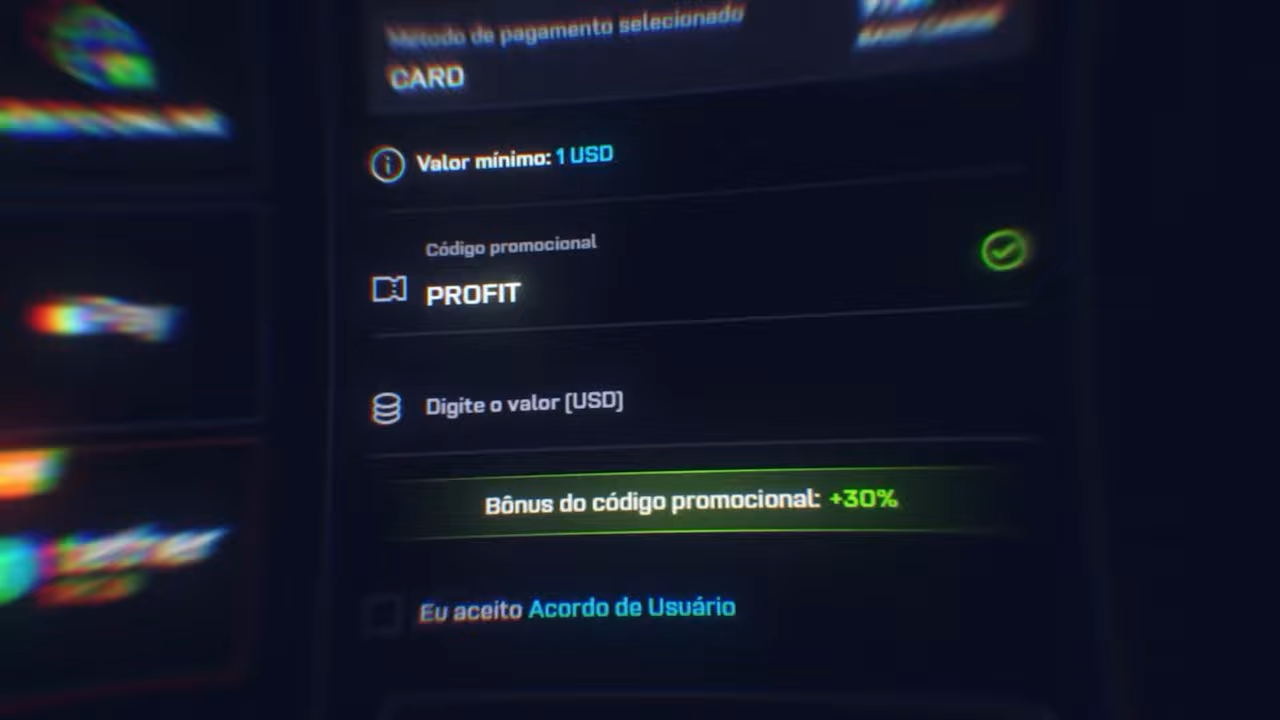 Método de pagamento selecionado
CARD
Valor mínimo: 1 USD
Código promocional
PROFIT
Digite o valor (USD)
Bônus do código promocional: +30%
Eu aceito Acordo de Usuário